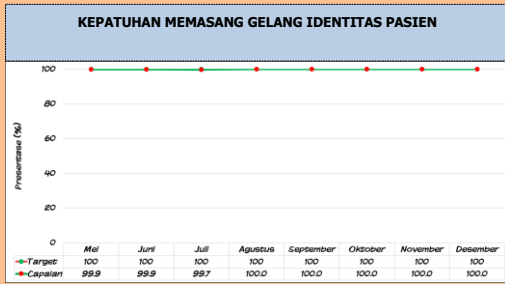 KEPATUHAN MEMASANG GELANG IDENTITAS PASIEN
100
80
60
40
20
0
Presentase (%)
Mei Juni Juli Agustus September Oktober November Desember
Target 100 100 100 100 100 100 100 100
Capaian 99.9 99.9 99.7 100.0 100.0 100.0 100.0 100.0